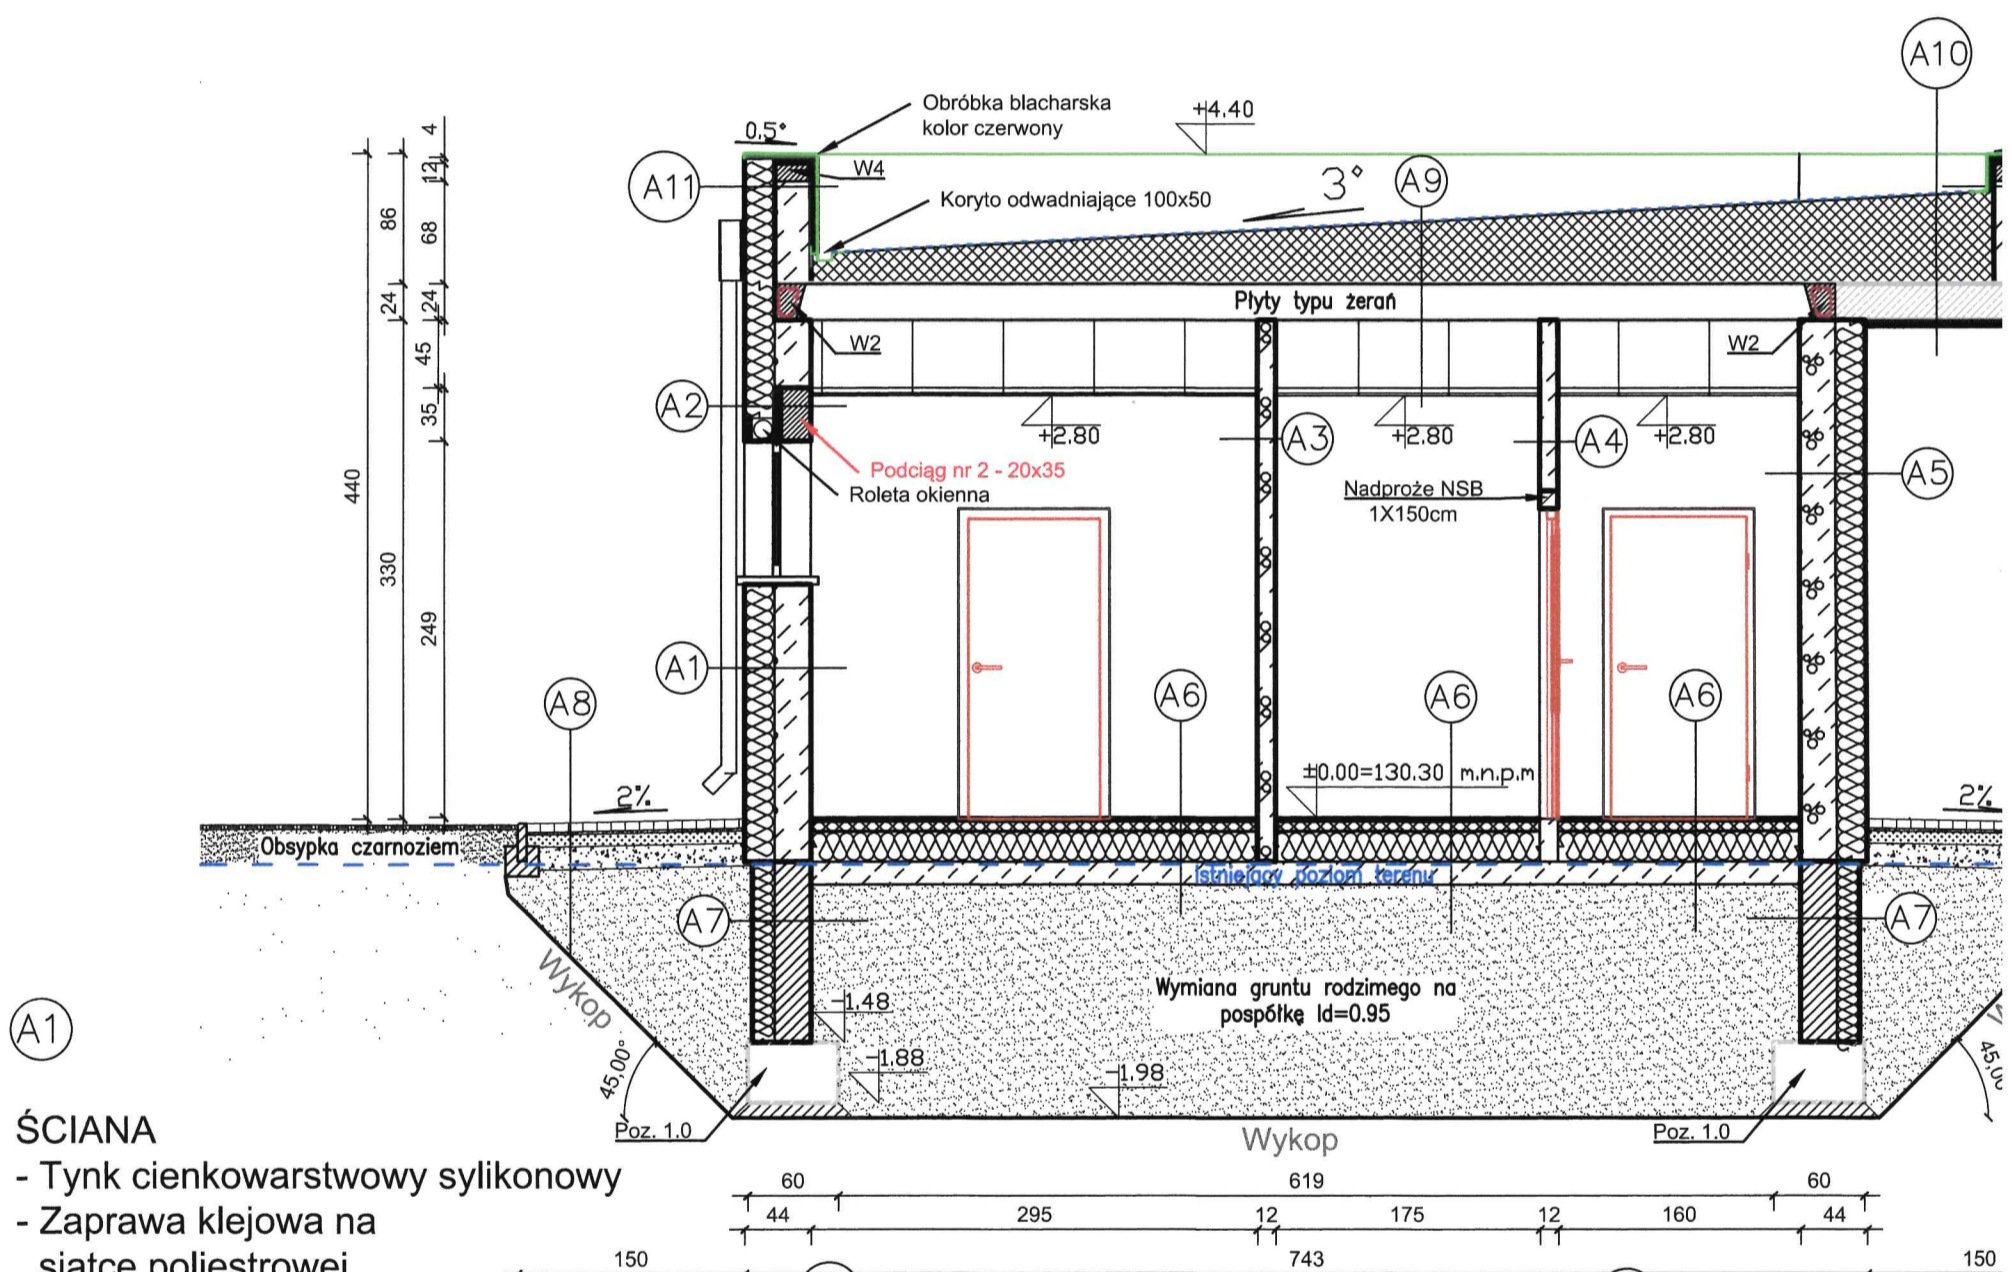 A10
Obróbka blacharska
kolor czerwony
+4.40
0.5°
4
12
W4
A11
3°
A9
Koryto odwadniające 100x50
86
68
24
24
Płyty typu żerań
W2
W2
45
A2
35
+2.80
A3
+2.80
A4
+2.80
A5
Podciąg nr 2 - 20x35
Roleta okienna
Nadproże NSB
1X150cm
440
330
249
A1
A8
A6
A6
A6
±0.00=130.30 m.n.p.m
2%
2%
Obsypka czarnoziem
Istniejący poziom terenu
A7
A7
Wykop
Wymiana gruntu rodzimego na
pospółkę Id=0.95
-1.48
A1
-1.88
-1.98
45,00°
45,00
Poz. 1.0
Wykop
Poz. 1.0
ŚCIANA
- Tynk cienkowarstwowy sylikonowy
- Zaprawa klejowa na
siatce poliestrowej
60
619
60
44
295
12
175
12
160
44
150
743
150